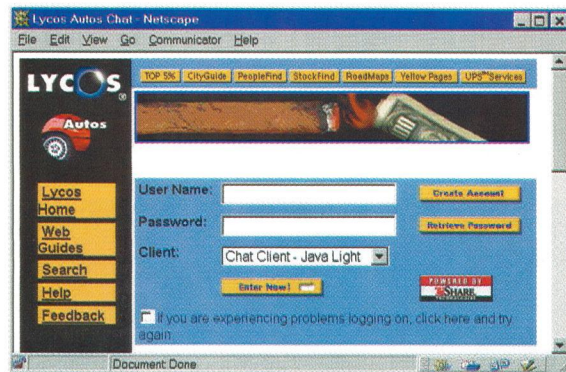 Lycos Autos Chat - Netscape
File Edit View Go Communicator Help
LYCOS®
Autos
TOP 5% CityGuide PeopleFind StockFind RoadMaps Yellow Pages UPS℠ Services
Lycos
Home
Web
Guides
Search
Help
Feedback
User Name:
Create Account
Password:
Retrieve Password
Client:
Chat Client - Java Light
Enter Now!
POWERED BY
ISHARE
If you are experiencing problems logging on, click here and try
again
Document Done